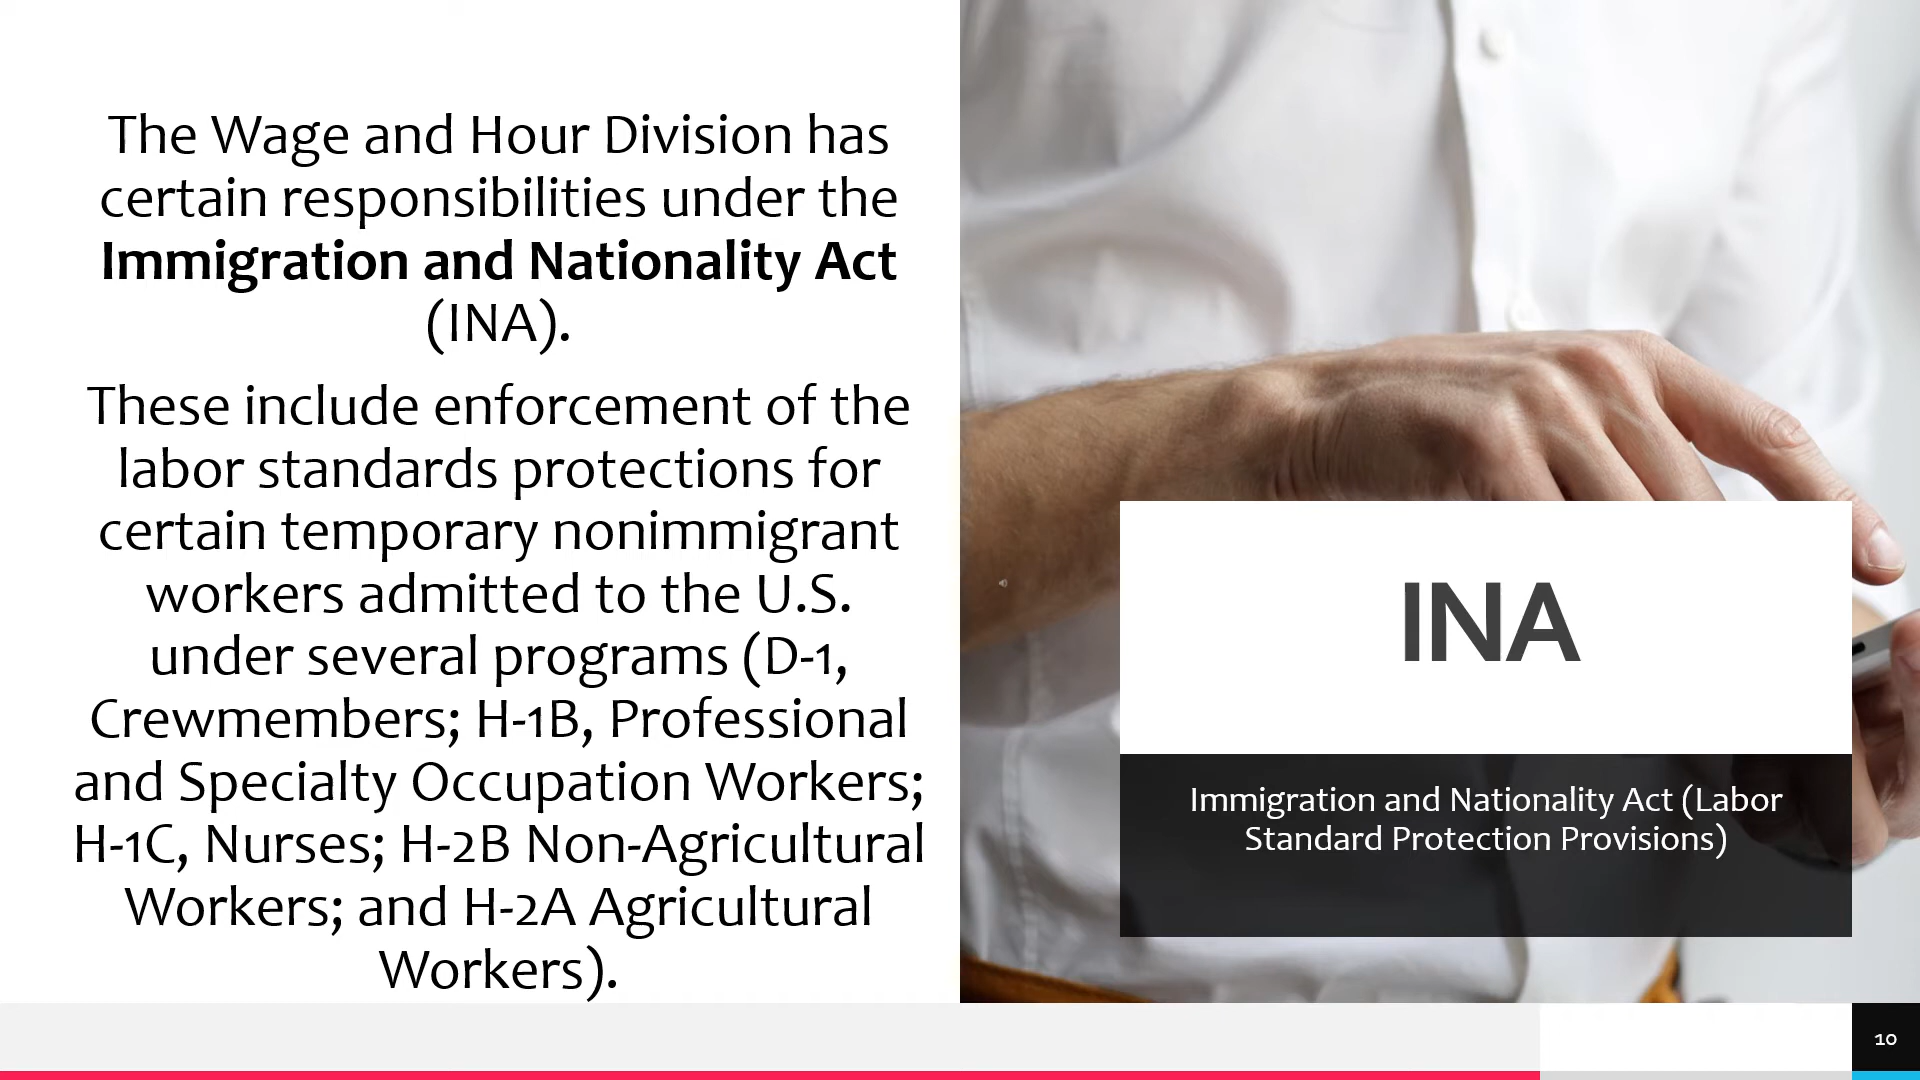 The Wage and Hour Division has
certain responsibilities under the
Immigration and Nationality Act
(INA).
These include enforcement of the
labor standards protections for
certain temporary nonimmigrant
workers admitted to the U.S.
under several programs (D-1,
Crewmembers; H-1B, Professional
and Specialty Occupation Workers;
H-1C, Nurses; H-2B Non-Agricultural
Workers; and H-2A Agricultural
Workers).
INA
Immigration and Nationality Act (Labor
Standard Protection Provisions)
10